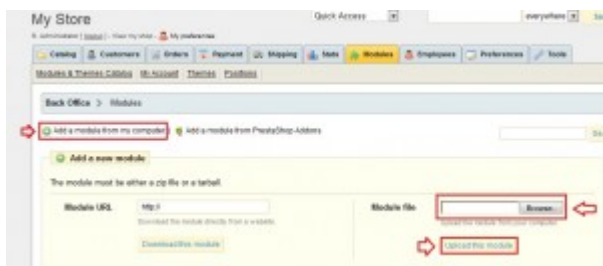 My Store
Quick Access
everywhere
My preferences
Catalog Customers Orders Payment Shipping Stats Modules Employees Preferences Tools
Modules & Themes Catalog My Account Themes Positions
Back Office > Modules
Add a module from my computer Add a module from PrestaShop Addons
Add a new module
The module must be either a zip file or a tarball.
Module URL http:// Module file Browse...
Download the module directly from a website. Upload the module from your computer.
Download this module Upload this module